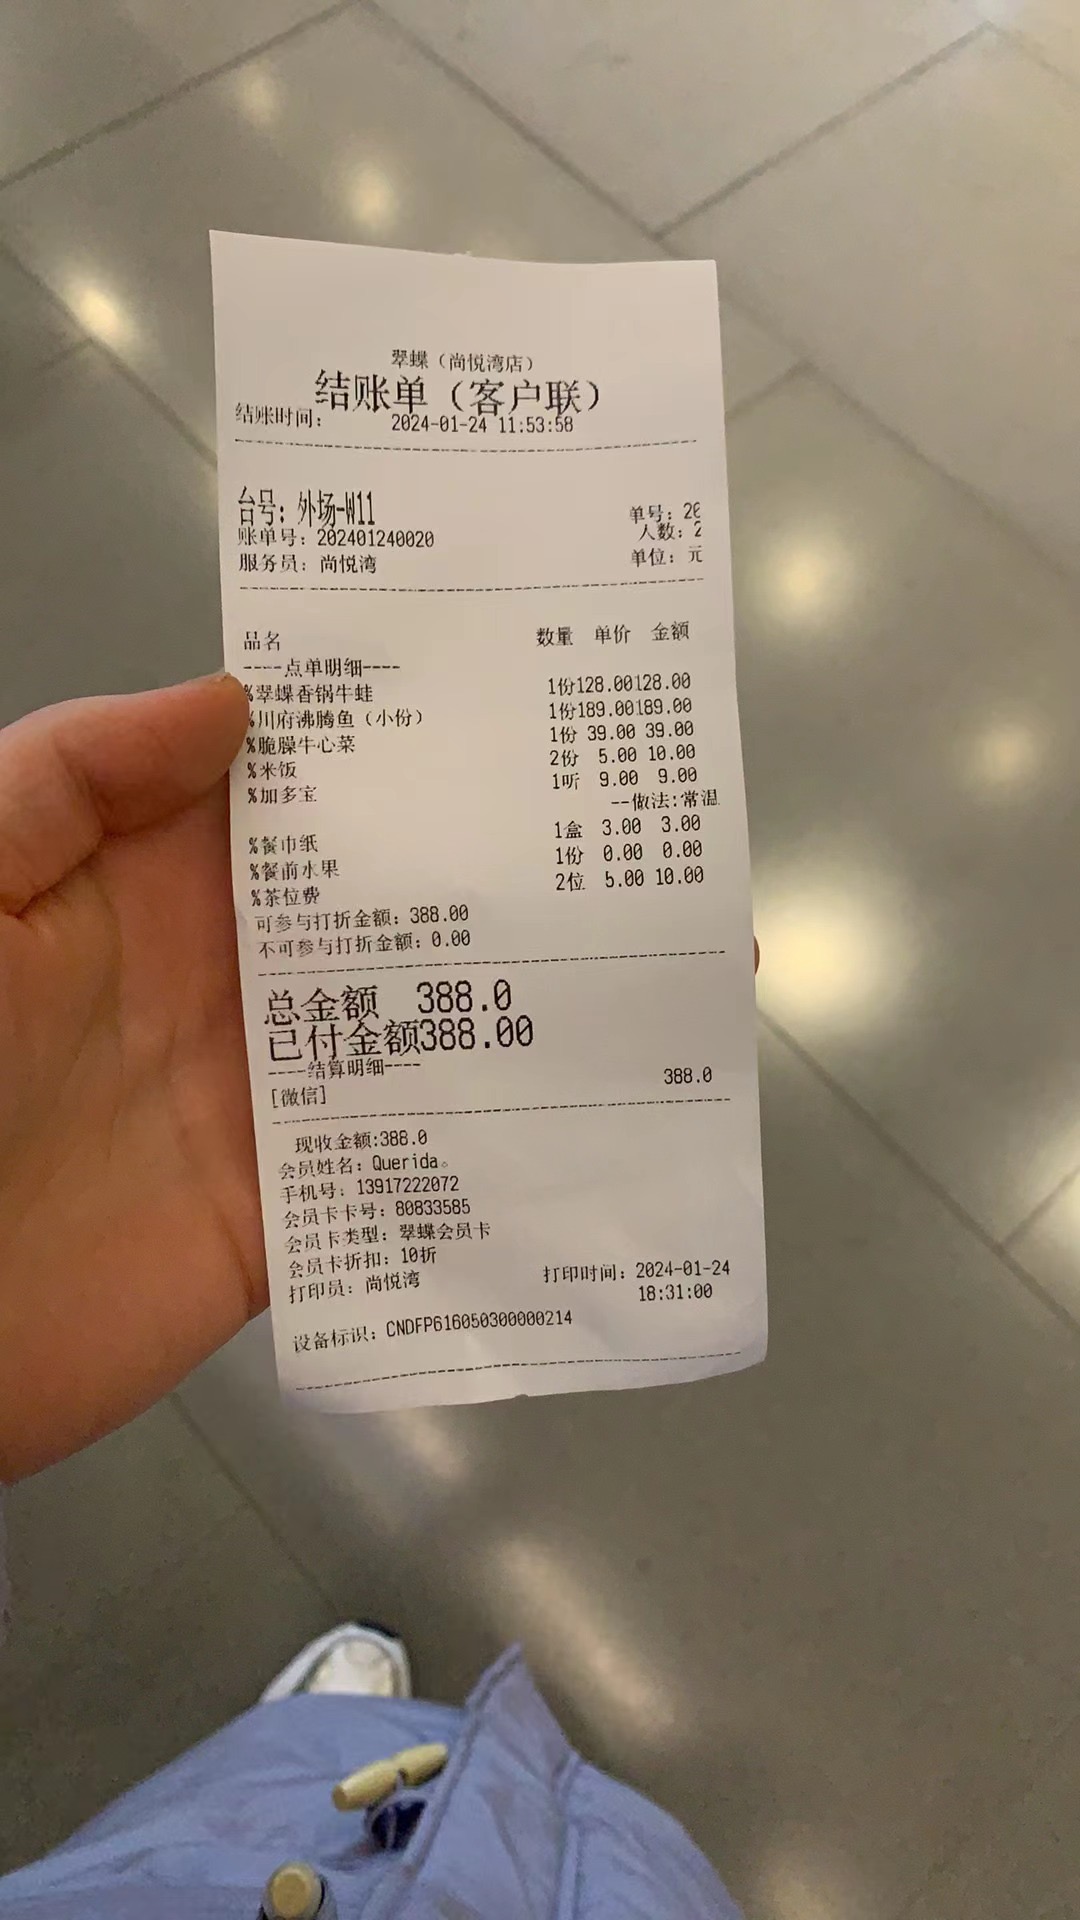 翠蝶（尚悦湾店）
结账单（客户联）
结账时间： 2024-01-24 11:53:58
台号: 外场-W11
单号: 20
账单号: 202401240020
人数: 2
服务员: 尚悦湾
单位: 元
品名 数量 单价 金额
----点单明细----
%翠蝶香锅牛蛙 1份128.00128.00
%川府沸腾鱼（小份） 1份189.00189.00
%脆臊牛心菜 1份 39.00 39.00
%米饭 2份 5.00 10.00
%加多宝 1听 9.00 9.00
--做法:常温
%餐巾纸 1盒 3.00 3.00
%餐前水果 1份 0.00 0.00
%茶位费 2位 5.00 10.00
可参与打折金额: 388.00
不可参与打折金额: 0.00
总金额 388.0
已付金额388.00
----结算明细----
[微信] 388.0
现收金额:388.0
会员姓名: Querida。
手机号: 13917222072
会员卡卡号: 80833585
会员卡类型: 翠蝶会员卡
会员卡折扣: 10折
打印员: 尚悦湾 打印时间: 2024-01-24
18:31:00
设备标识: CNDFP616050300000214